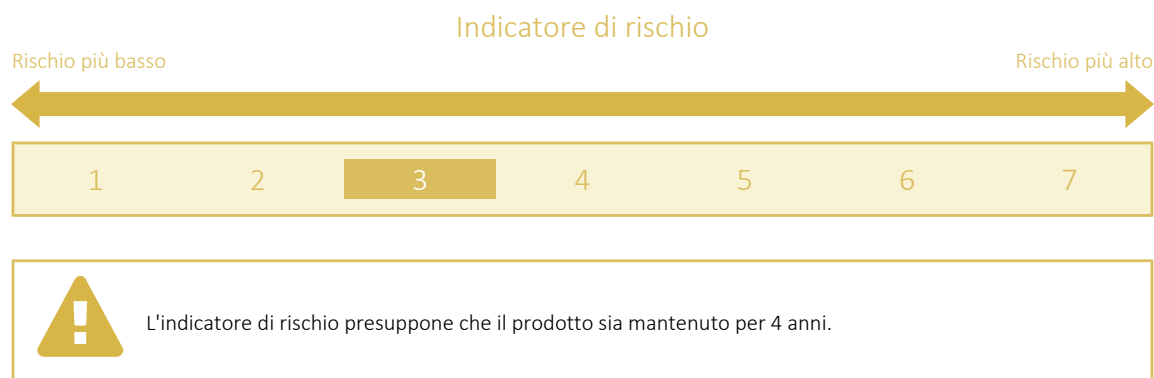 Indicatore di rischio
Rischio più basso Rischio più alto
1 2 3 4 5 6 7
L'indicatore di rischio presuppone che il prodotto sia mantenuto per 4 anni.